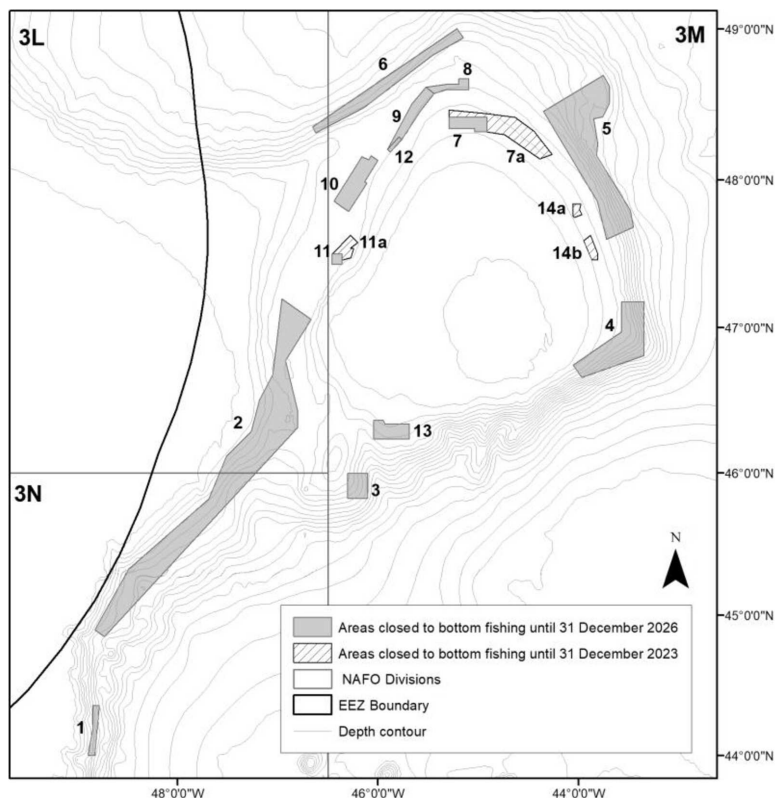 3L
3M
49°0'0"N
6
8
9
5
7
12
7a
10
48°0'0"N
14a
11
11a
14b
4
47°0'0"N
2
13
46°0'0"N
3N
3
N
45°0'0"N
Areas closed to bottom fishing until 31 December 2026
Areas closed to bottom fishing until 31 December 2023
NAFO Divisions
EEZ Boundary
Depth contour
1
44°0'0"N
48°0'0"W
46°0'0"W
44°0'0"W